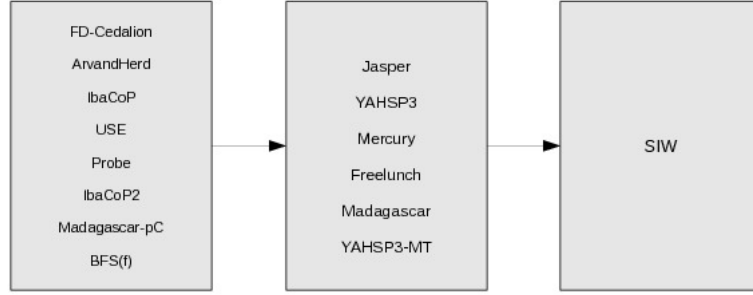 FD-Cedalion
ArvandHerd
IbaCoP
USE
Probe
IbaCoP2
Madagascar-pC
BFS(f)
Jasper
YAHSP3
Mercury
Freelunch
Madagascar
YAHSP3-MT
SIW